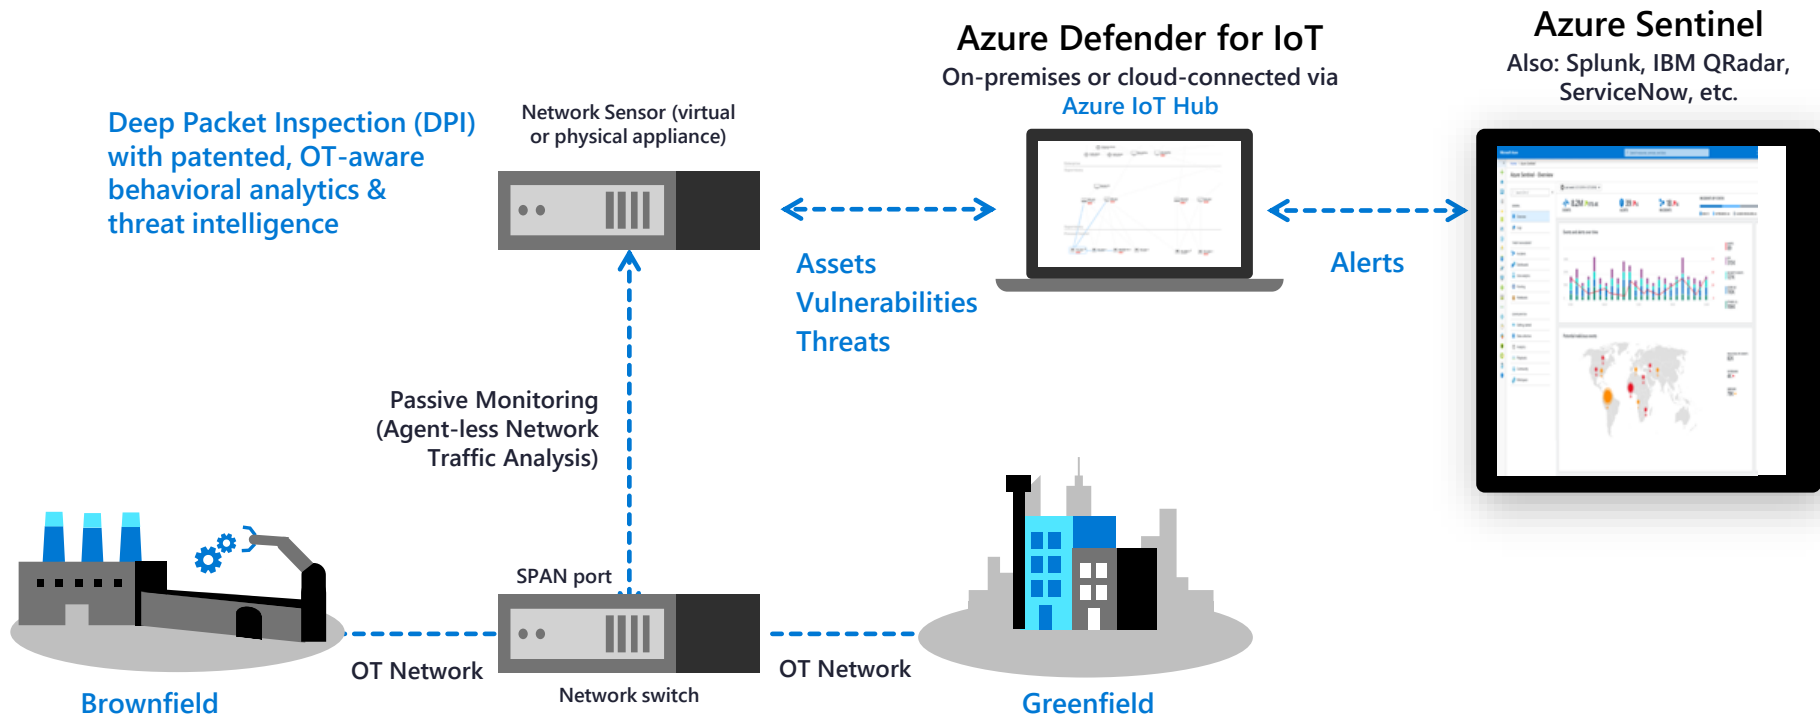 Azure Defender for IoT
On-premises or cloud-connected via
Azure IoT Hub
Azure Sentinel
Also: Splunk, IBM QRadar,
ServiceNow, etc.
Deep Packet Inspection (DPI)
with patented, OT-aware
behavioral analytics &
threat intelligence
Network Sensor (virtual
or physical appliance)
Assets
Vulnerabilities
Threats
Alerts
Azure Sentinel - Overview
Passive Monitoring
(Agent-less Network
Traffic Analysis)
SPAN port
OT Network
Network switch
OT Network
Brownfield
Greenfield